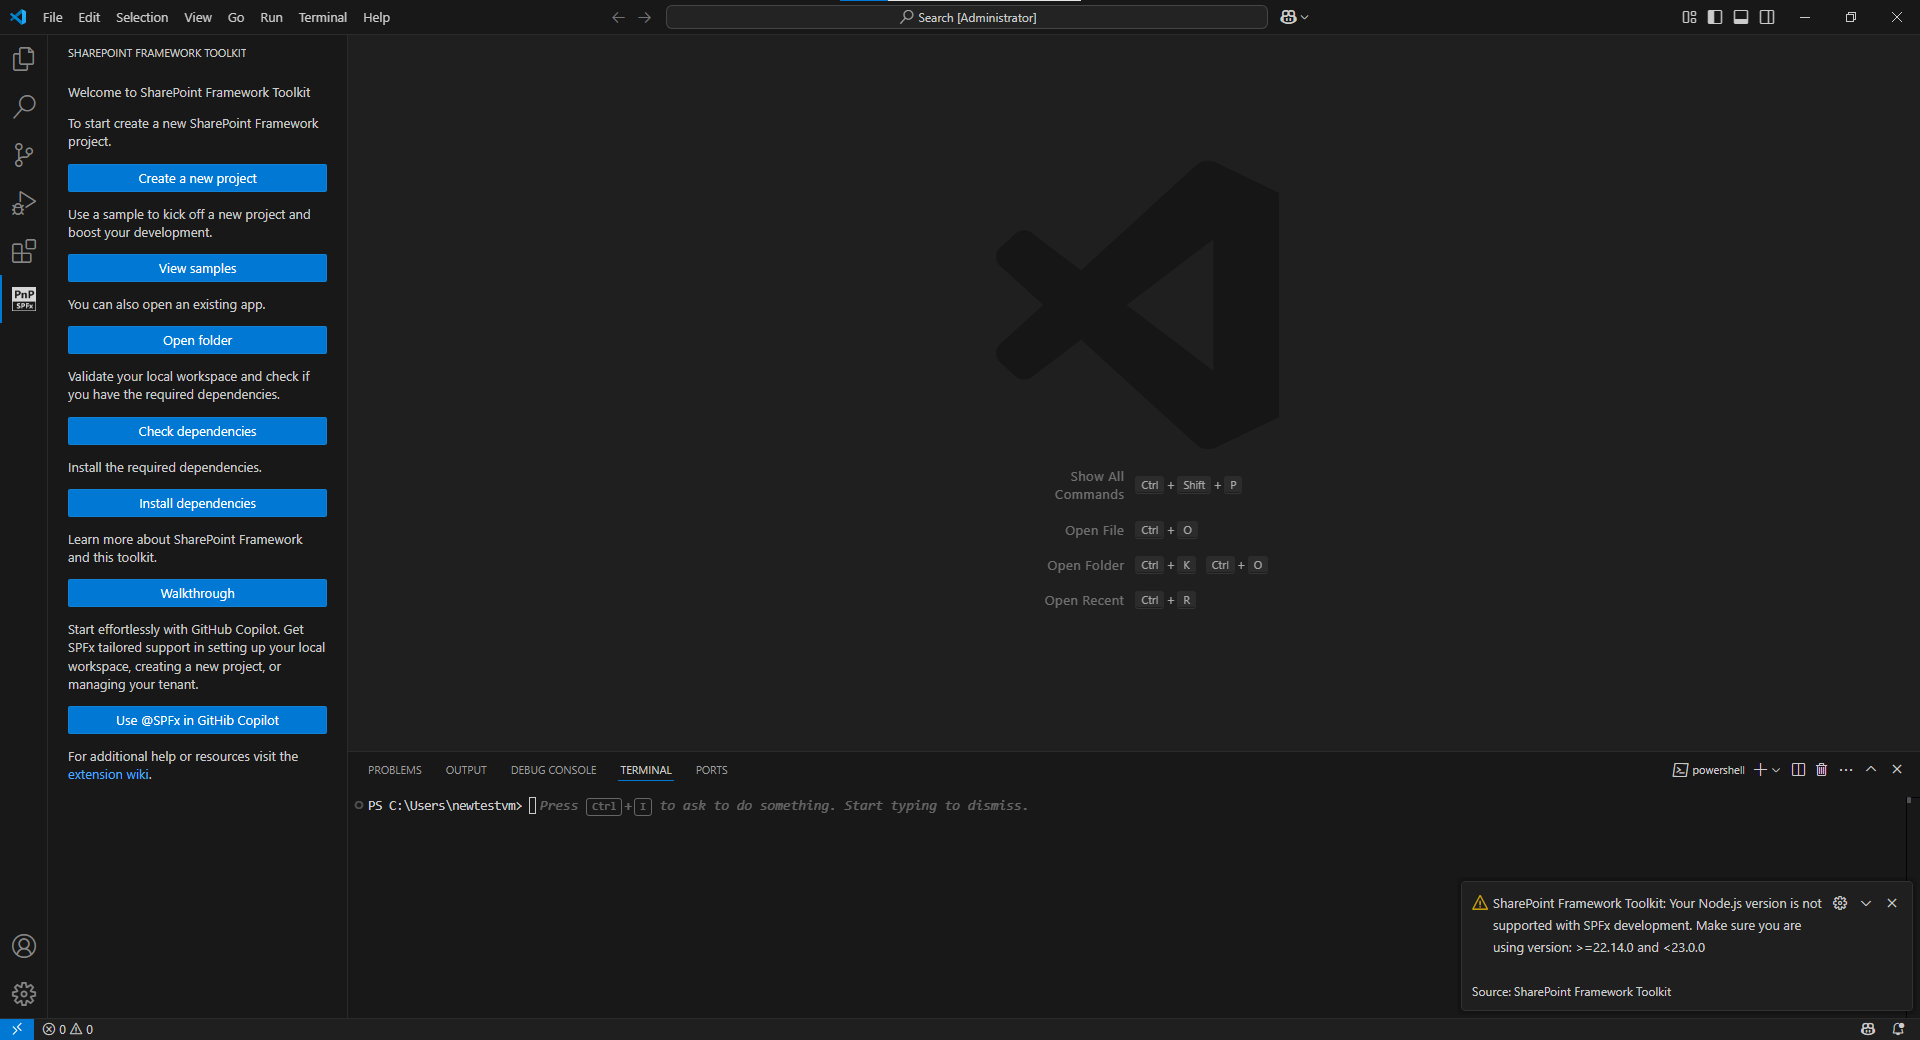 File Edit Selection View Go Run Terminal Help
Search [Administrator]
SHAREPOINT FRAMEWORK TOOLKIT
Welcome to SharePoint Framework Toolkit
To start create a new SharePoint Framework
project.
Create a new project
Use a sample to kick off a new project and
boost your development.
View samples
You can also open an existing app.
Open folder
Validate your local workspace and check if
you have the required dependencies.
Check dependencies
Install the required dependencies.
Install dependencies
Learn more about SharePoint Framework
and this toolkit.
Walkthrough
Start effortlessly with GitHub Copilot. Get
SPFx tailored support in setting up your local
workspace, creating a new project, or
managing your tenant.
Use @SPFx in GitHib Copilot
For additional help or resources visit the
extension wiki.
PnP
SPFx
Show All
Commands Ctrl + Shift + P
Open File Ctrl + O
Open Folder Ctrl + K Ctrl + O
Open Recent Ctrl + R
PROBLEMS OUTPUT DEBUG CONSOLE TERMINAL PORTS
powershell
PS C:\Users\newtestvm> Press Ctrl+I to ask to do something. Start typing to dismiss.
SharePoint Framework Toolkit: Your Node.js version is not
supported with SPFx development. Make sure you are
using version: >=22.14.0 and <23.0.0
Source: SharePoint Framework Toolkit
0 0